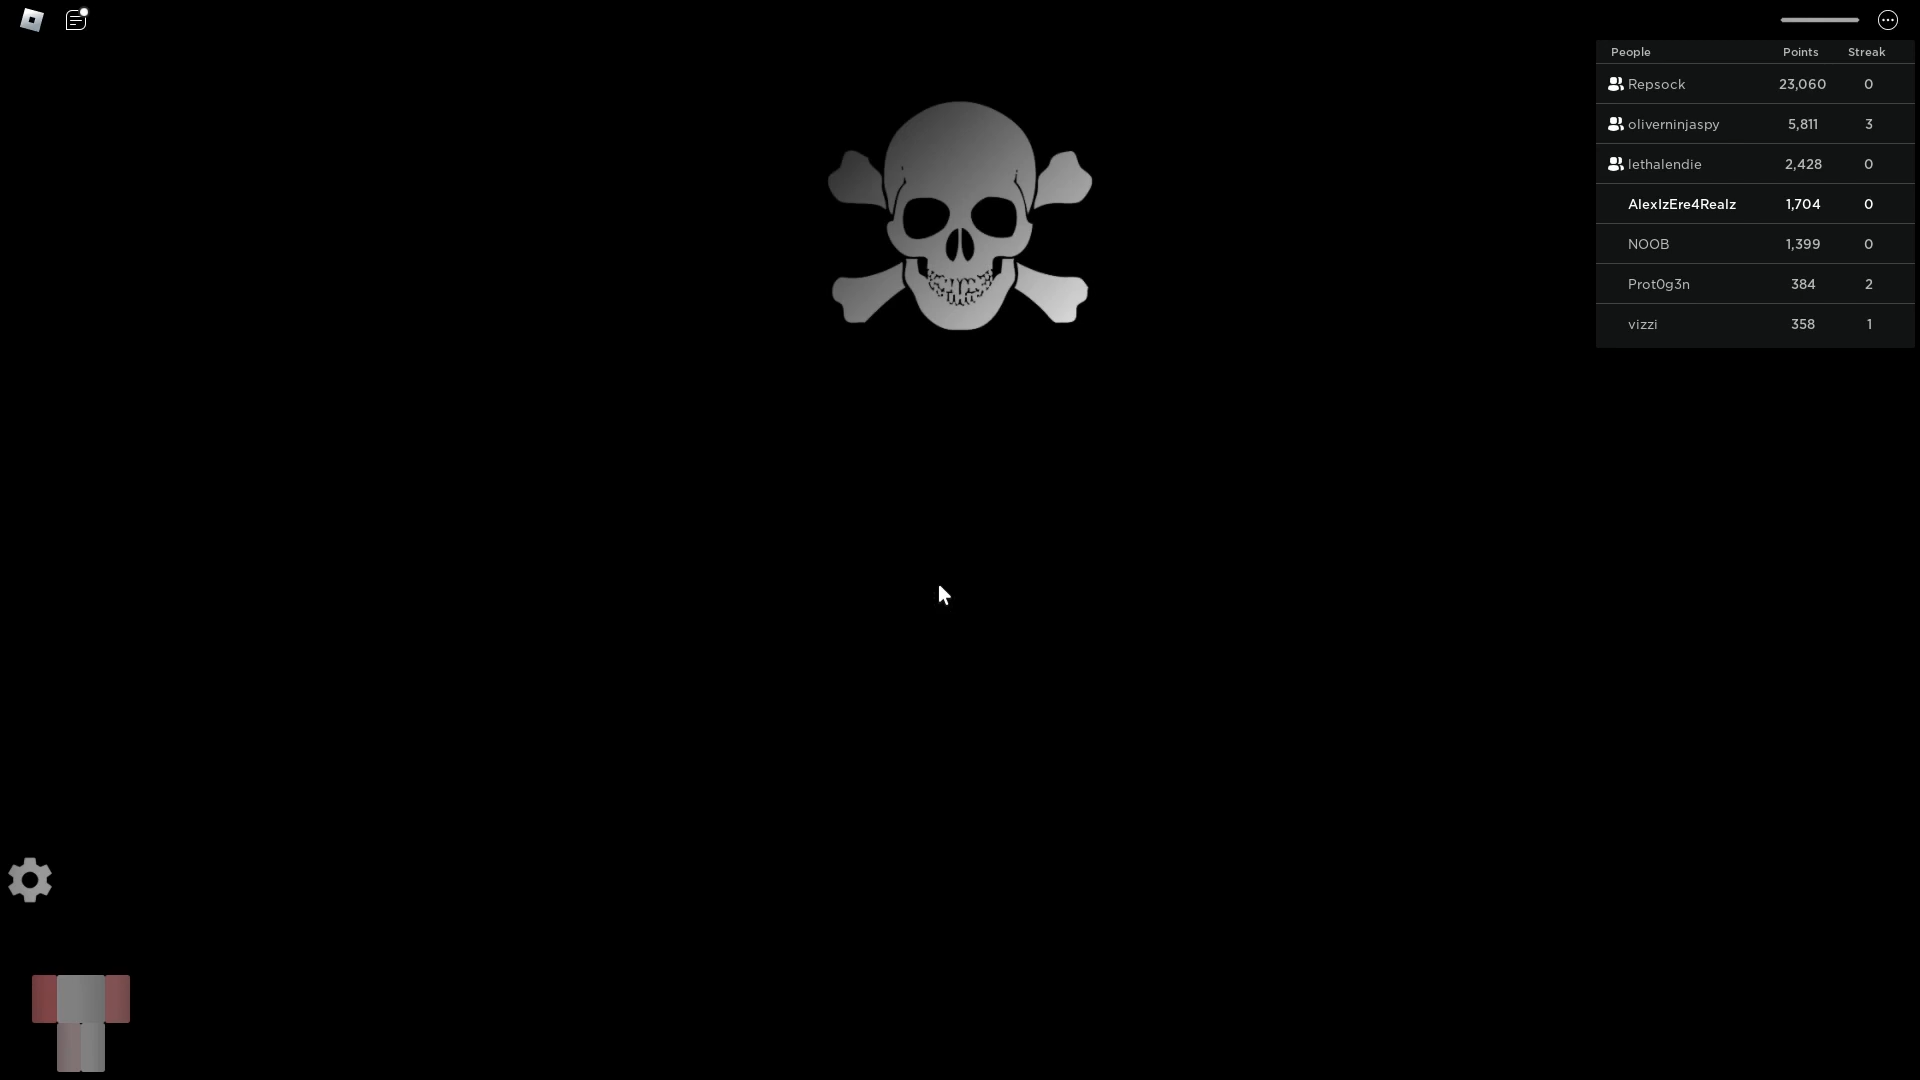 People Points Streak
Repsock 23,060 0
oliverninjaspy 5,811 3
lethalendie 2,428 0
AlexIzEre4Realz 1,704 0
NOOB 1,399 0
Prot0g3n 384 2
vizzi 358 1